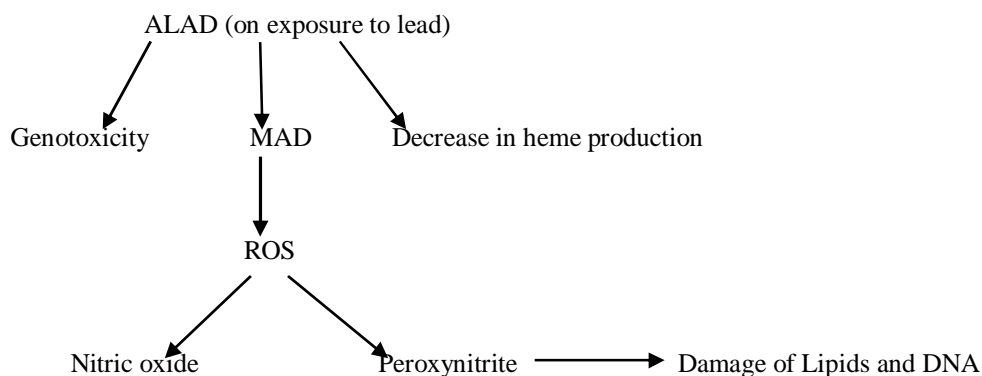 ALAD (on exposure to lead)
Genotoxicity MAD Decrease in heme production
ROS
Nitric oxide Peroxynitrite Damage of Lipids and DNA